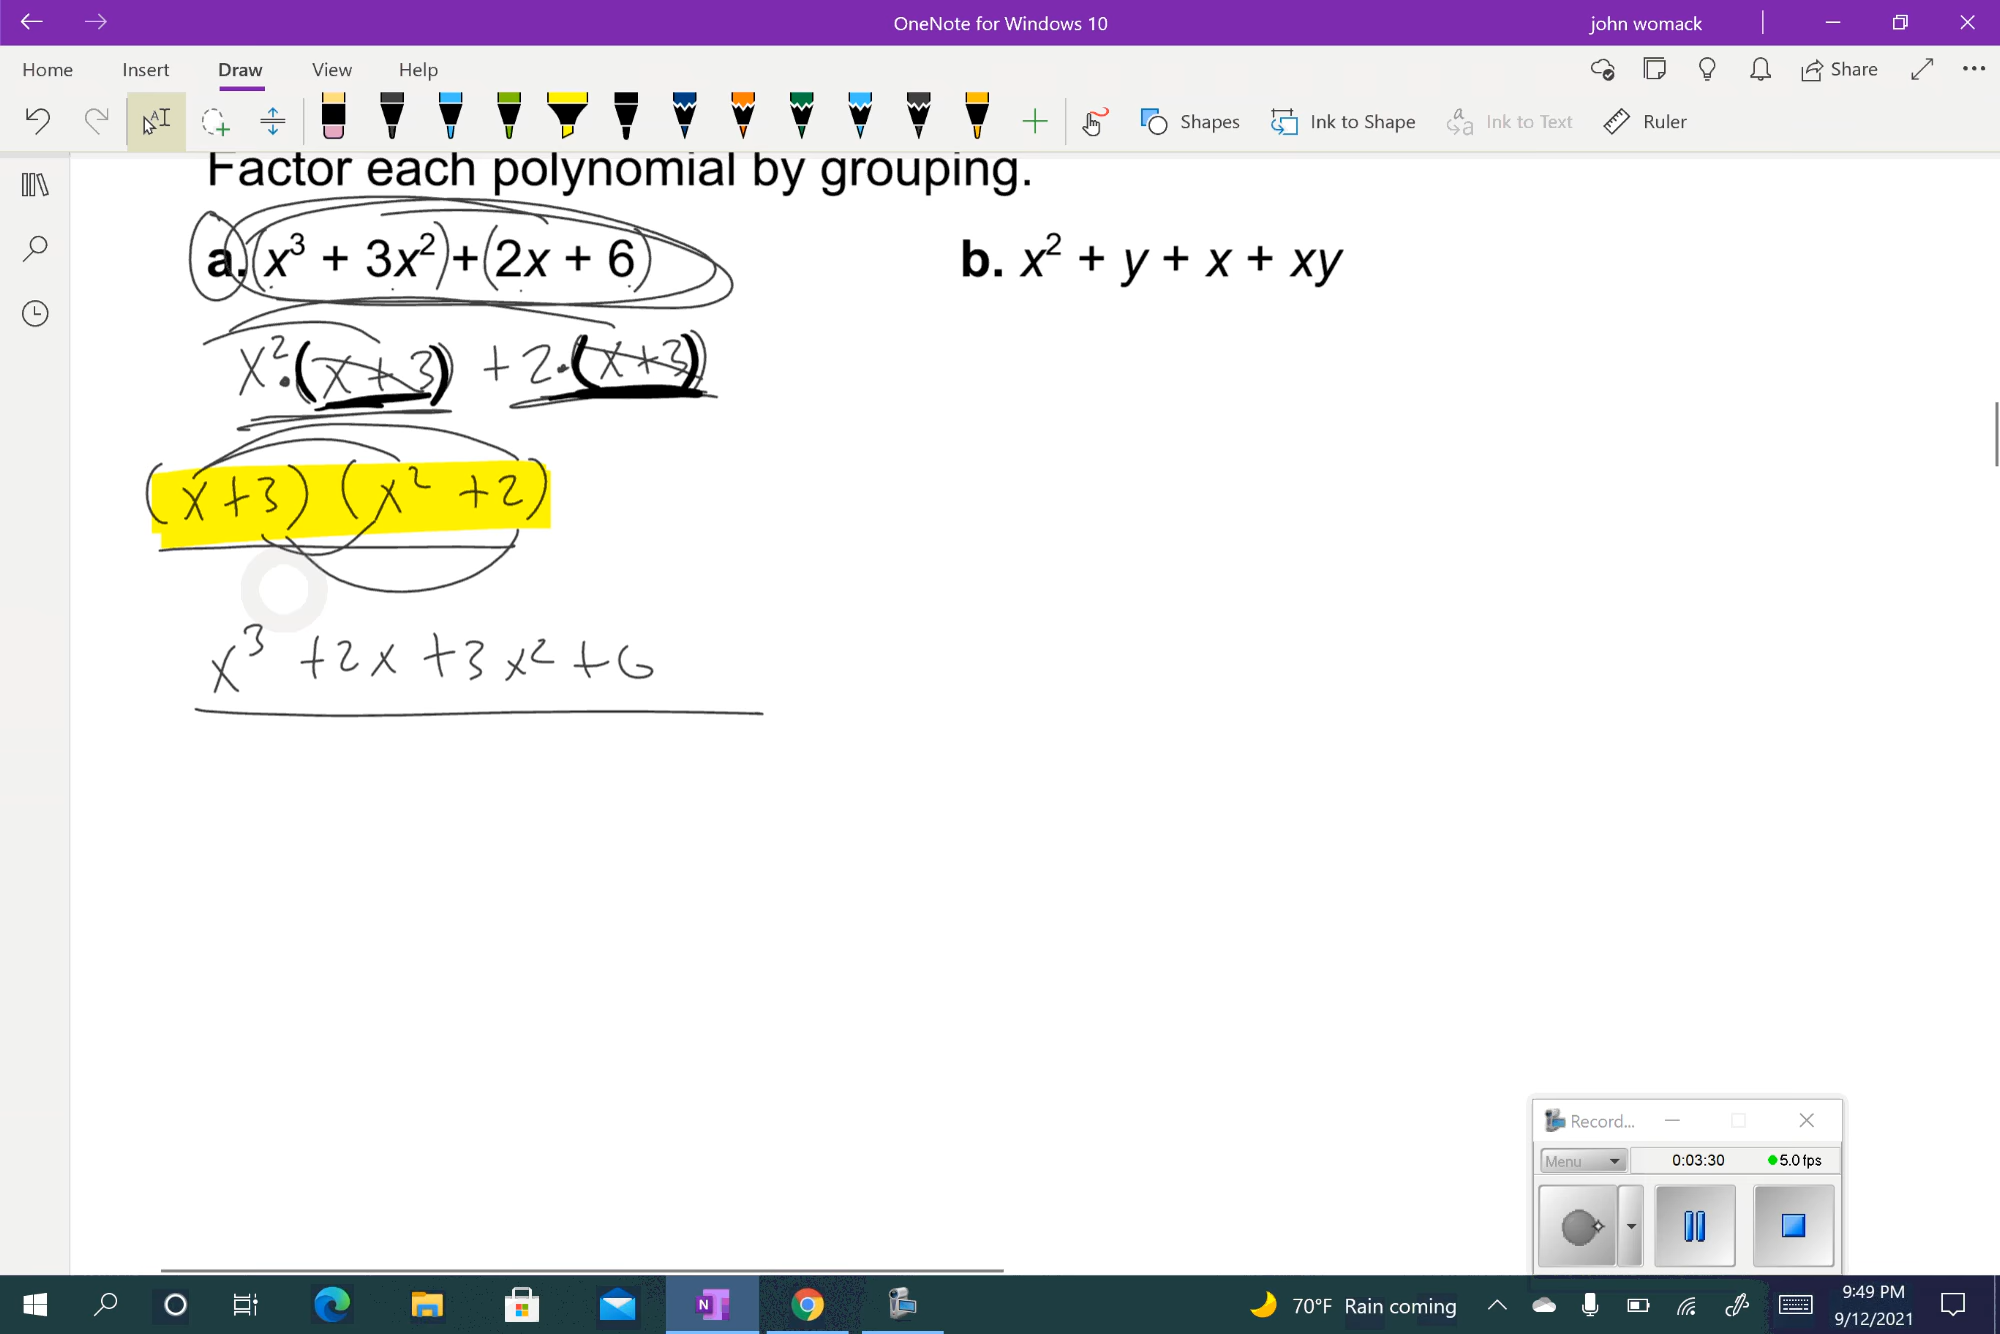 OneNote for Windows 10
john womack
Home Insert Draw View Help
Share
Shapes Ink to Shape Ink to Text Ruler
Factor each polynomial by grouping.
a. (x³ + 3x²)+(2x + 6)
b. x² + y + x + xy
x²·(x+3) +2·(x+3)
(x+3) (x²+2)
x³ +2x +3x² +6
Record...
Menu 0:03:30 5.0 fps
70°F Rain coming
9:49 PM
9/12/2021